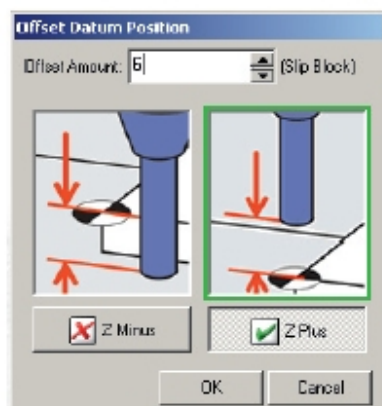 Offset Datum Position
Offset Amount: 6 (Slip Block)
Z Minus Z Plus
OK Cancel